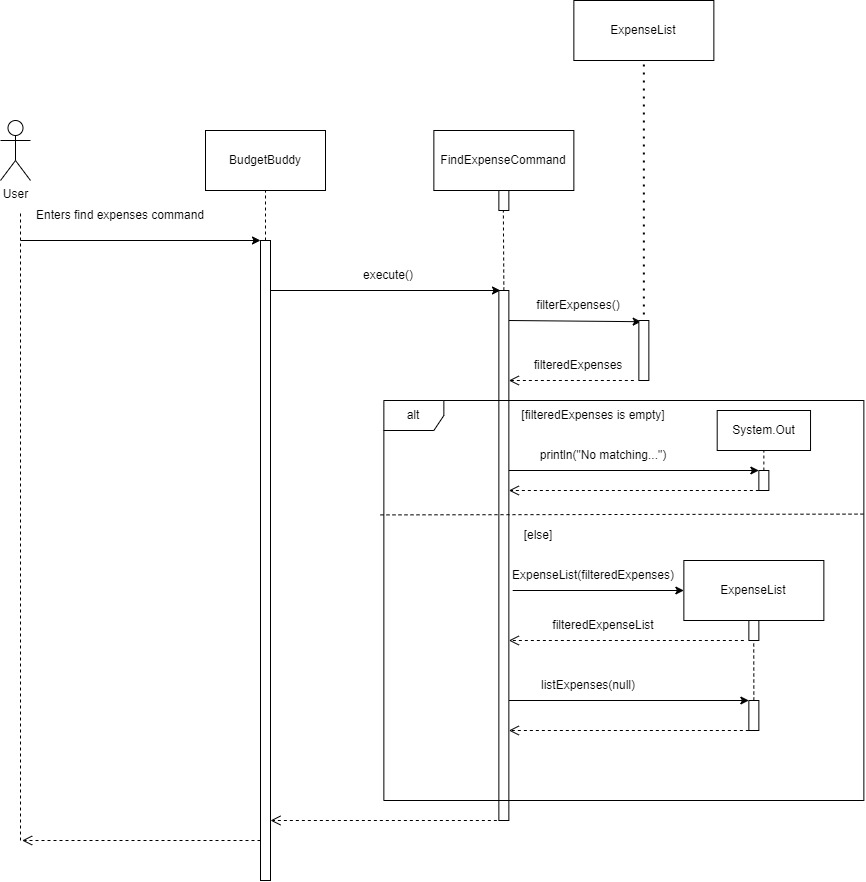 ExpenseList
BudgetBuddy
FindExpenseCommand
User
Enters find expenses command
execute()
filterExpenses()
filteredExpenses
alt
[filteredExpenses is empty]
System.Out
println("No matching...")
[else]
ExpenseList(filteredExpenses)
ExpenseList
filteredExpenseList
listExpenses(null)